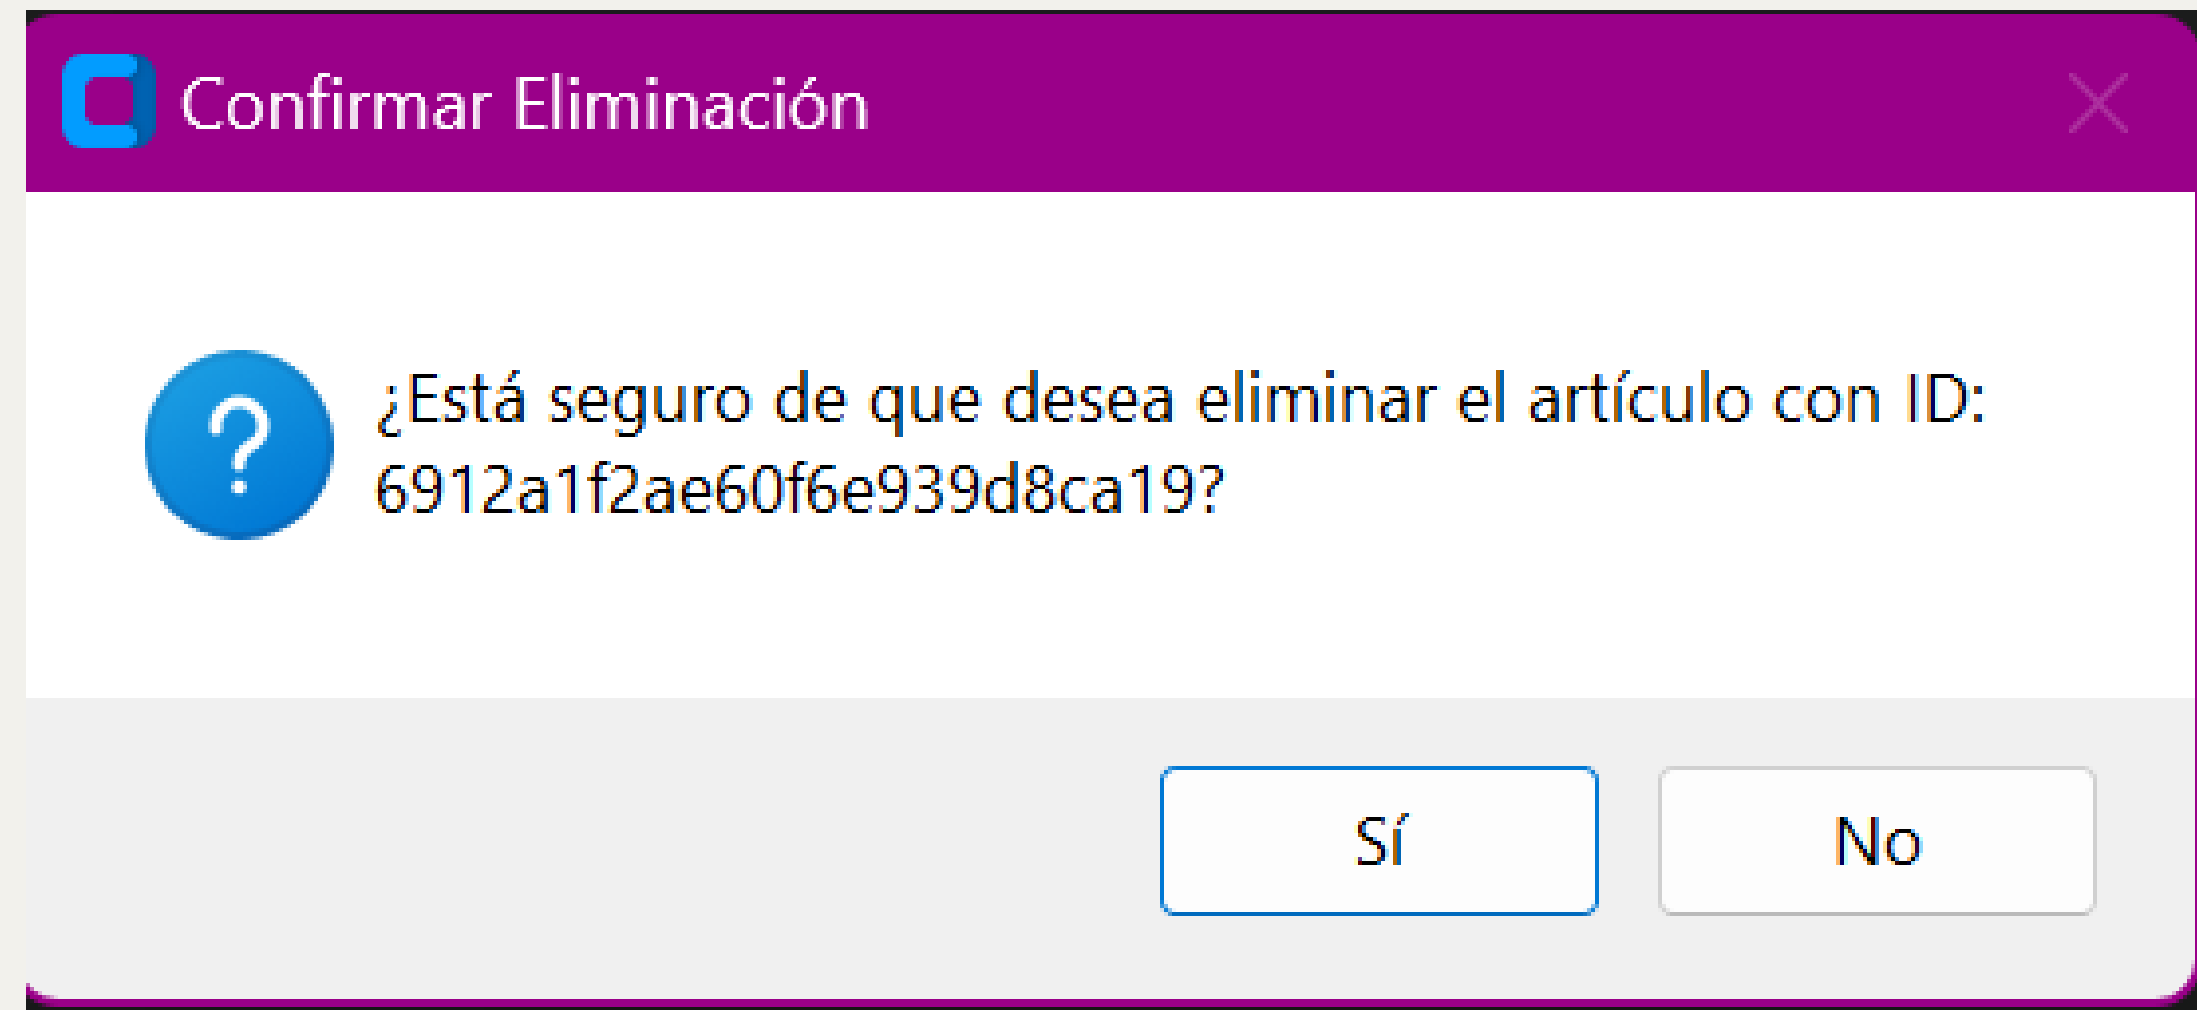 Confirmar Eliminación
¿Está seguro de que desea eliminar el artículo con ID:
6912a1f2ae60f6e939d8ca19?
Sí
No